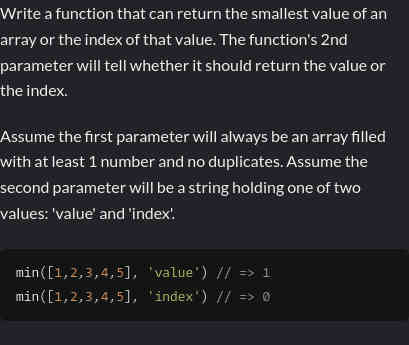 Write a function that can return the smallest value of an
array or the index of that value. The function's 2nd
parameter will tell whether it should return the value or
the index.
Assume the first parameter will always be an array filled
with at least 1 number and no duplicates. Assume the
second parameter will be a string holding one of two
values: 'value' and 'index'.
min([1,2,3,4,5], 'value') // => 1
min([1,2,3,4,5], 'index') // => 0